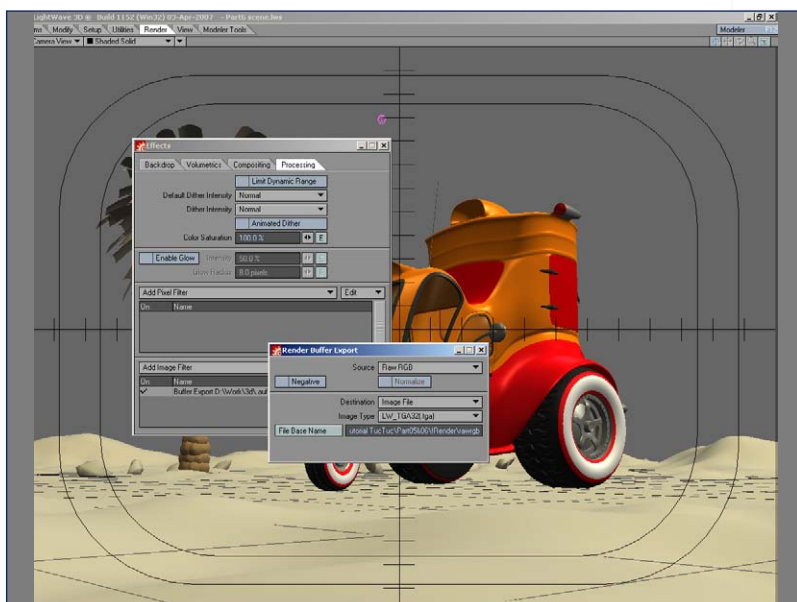 LightWave 3D ® Build 1152 (Win32) 03-Apr-2007 - Part6 scene.lws
Modify Setup Utilities Render View Modeler Tools Modeler
Camera View Shaded Solid
Effects
Backdrop Volumetrics Compositing Processing
Limit Dynamic Range
Default Dither Intensity Normal
Dither Intensity Normal
Animated Dither
Color Saturation 100.0 % E
Enable Glow Intensity 50.0 %
Glow Radius 8.0 pixels
Add Pixel Filter Edit
On Name
Render Buffer Export
Source Raw RGB
Negative Normalize
Destination Image File
Image Type LW_TGA32(.tga)
File Base Name utorial TucTuc\Part05&06\!Render\rawrgb
Add Image Filter
On Name
Buffer Export D:\Work\3d\